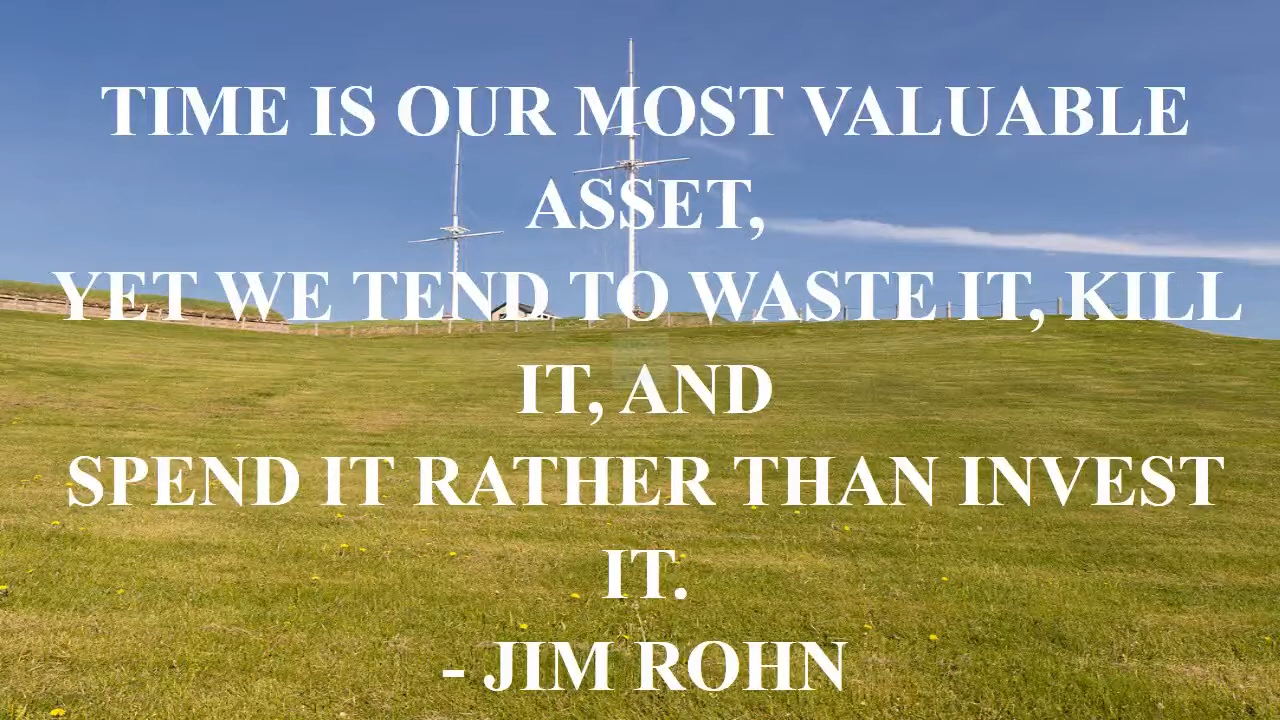 TIME IS OUR MOST VALUABLE
ASSET,
YET WE TEND TO WASTE IT, KILL
IT, AND
SPEND IT RATHER THAN INVEST
IT.
- JIM ROHN